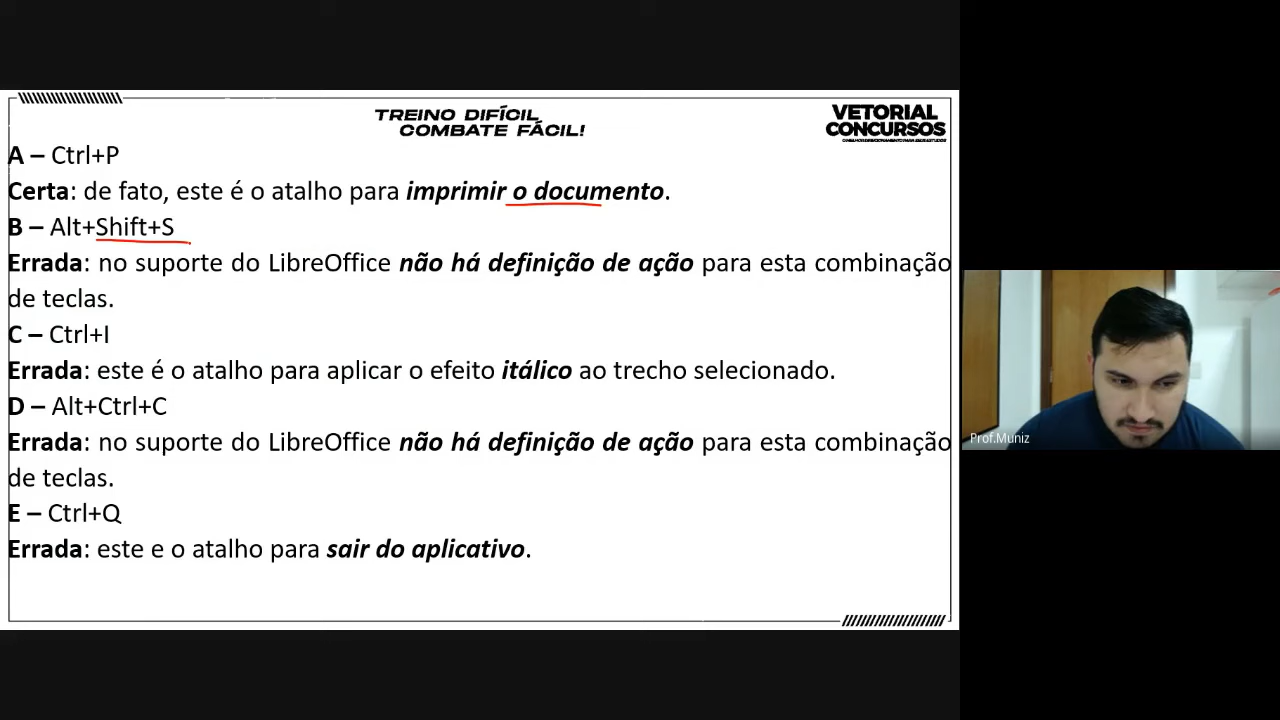 TREINO DIFÍCIL
COMBATE FÁCIL!
VETORIAL
CONCURSOS
A – Ctrl+P
Certa: de fato, este é o atalho para imprimir o documento.
B – Alt+Shift+S
Errada: no suporte do LibreOffice não há definição de ação para esta combinação
de teclas.
C – Ctrl+I
Errada: este é o atalho para aplicar o efeito itálico ao trecho selecionado.
D – Alt+Ctrl+C
Errada: no suporte do LibreOffice não há definição de ação para esta combinação
de teclas.
E – Ctrl+Q
Errada: este e o atalho para sair do aplicativo.
Prof.Muniz